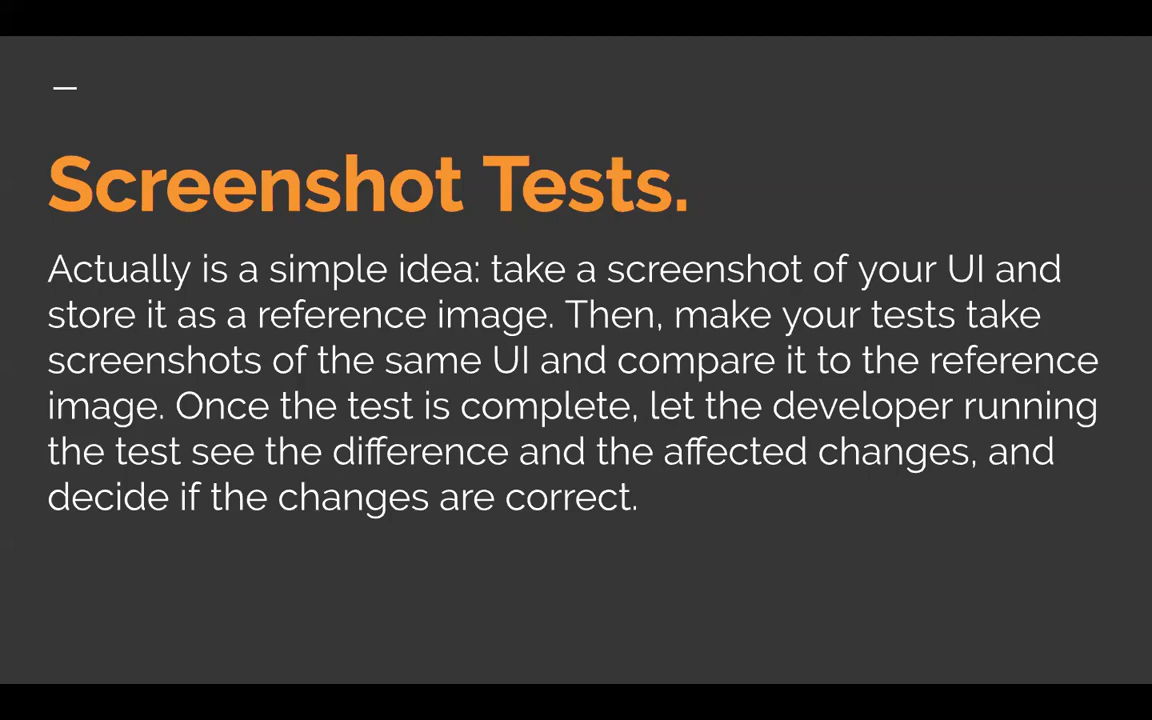 Screenshot Tests.
Actually is a simple idea: take a screenshot of your UI and
store it as a reference image. Then, make your tests take
screenshots of the same UI and compare it to the reference
image. Once the test is complete, let the developer running
the test see the difference and the affected changes, and
decide if the changes are correct.